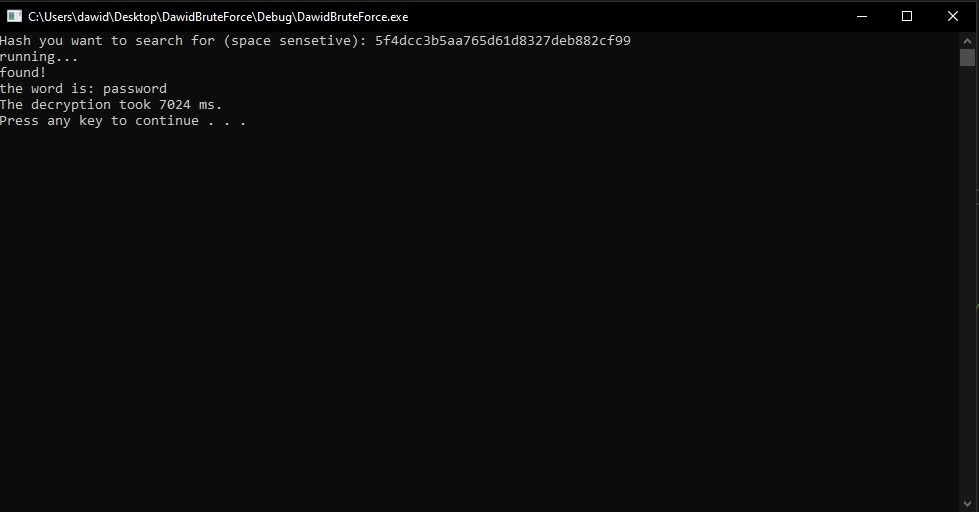 C:\Users\dawid\Desktop\DawidBruteForce\Debug\DawidBruteForce.exe
Hash you want to search for (space sensetive): 5f4dcc3b5aa765d61d8327deb882cf99
running...
found!
the word is: password
The decryption took 7024 ms.
Press any key to continue . . .